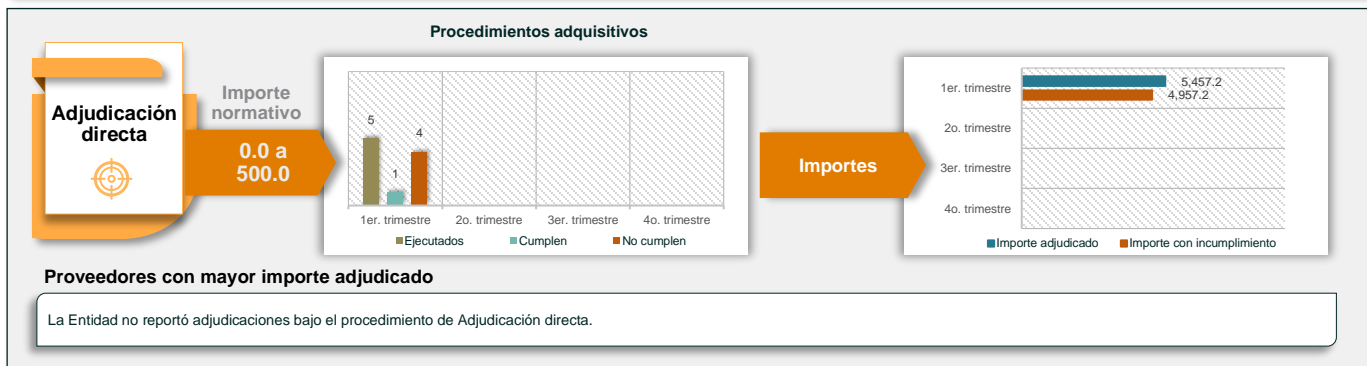 Procedimientos adquisitivos
Adjudicación
directa
Importe
normativo
0.0 a
500.0
5
1
4
1er. trimestre
2o. trimestre
3er. trimestre
4o. trimestre
Ejecutados
Cumplen
No cumplen
Importes
1er. trimestre
5,457.2
4,957.2
2o. trimestre
3er. trimestre
4o. trimestre
Importe adjudicado
Importe con incumplimiento
Proveedores con mayor importe adjudicado
La Entidad no reportó adjudicaciones bajo el procedimiento de Adjudicación directa.